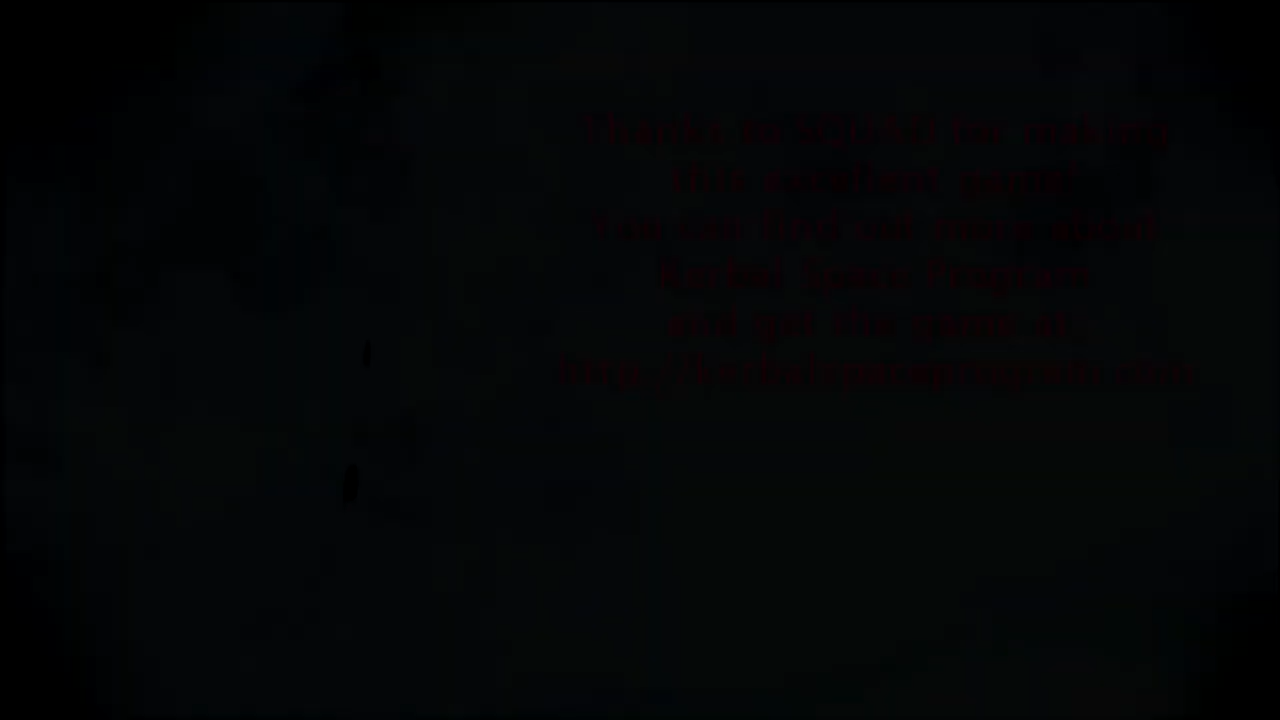 Thanks to SQUAD for making
this excellent game!
You can find out more about
Kerbal Space Program
and get the game at:
http://kerbalspaceprogram.com